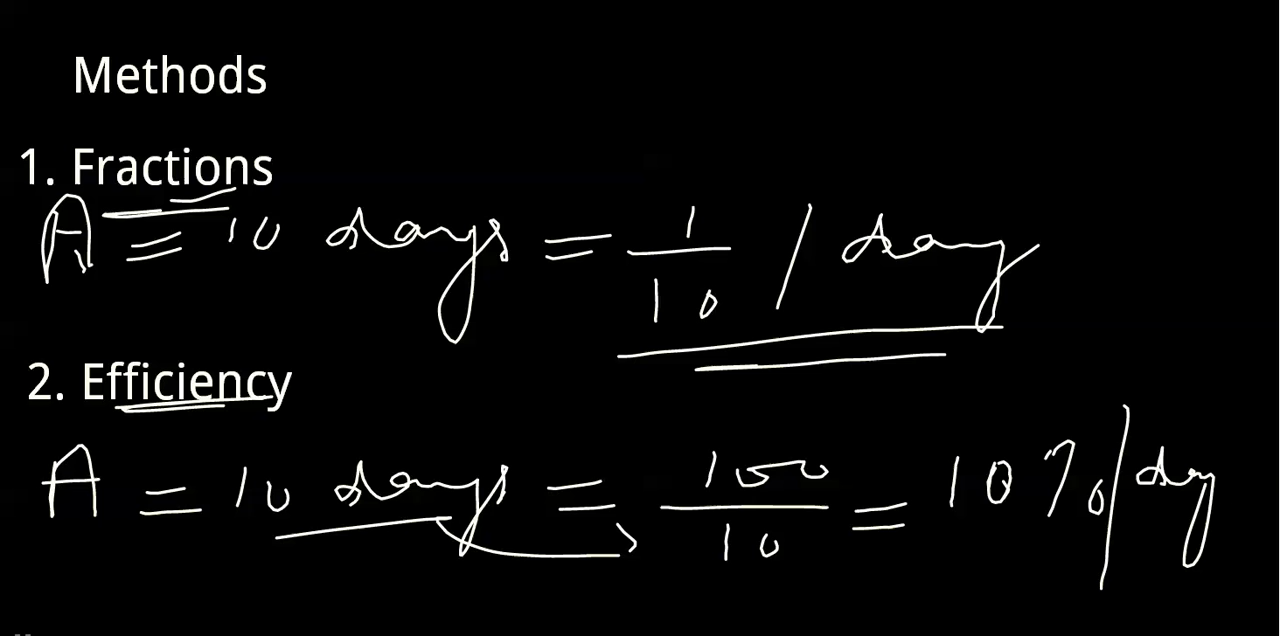 Methods
1. Fractions
A = 10 days = 1/10 / day
2. Efficiency
A = 10 days = 100/10 = 10% / day